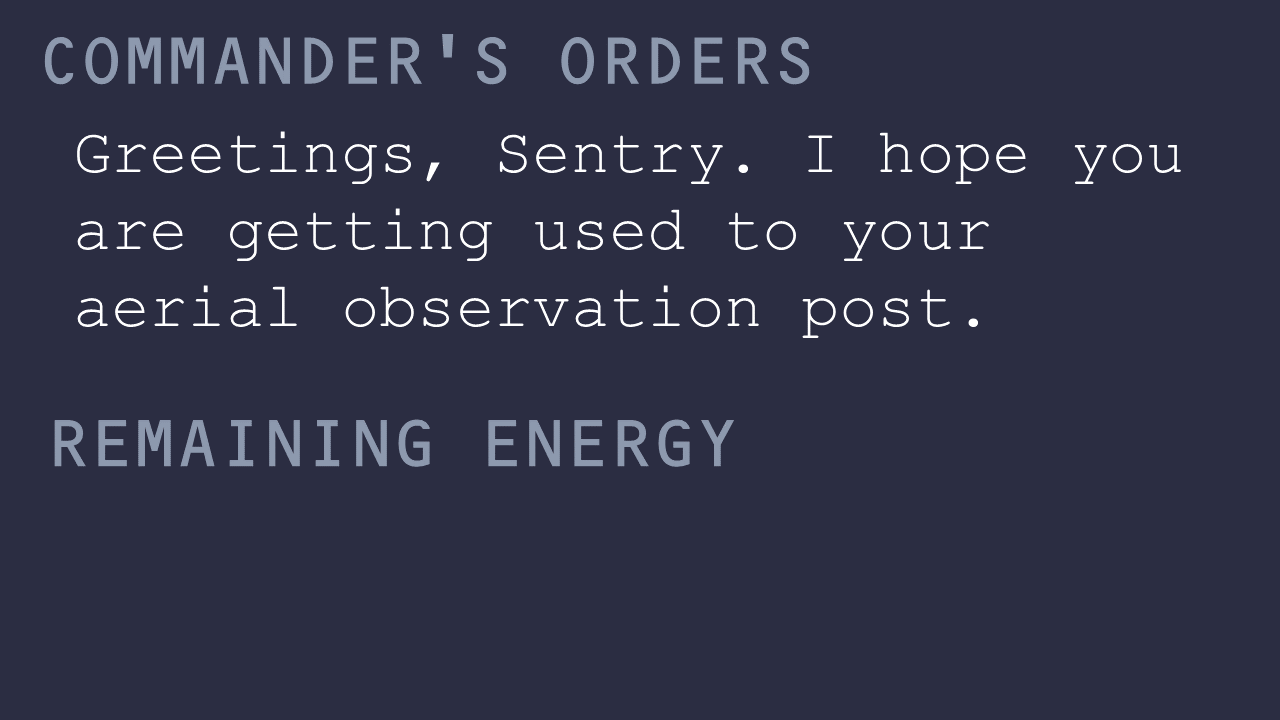 COMMANDER'S ORDERS
Greetings, Sentry. I hope you
are getting used to your
aerial observation post.
REMAINING ENERGY